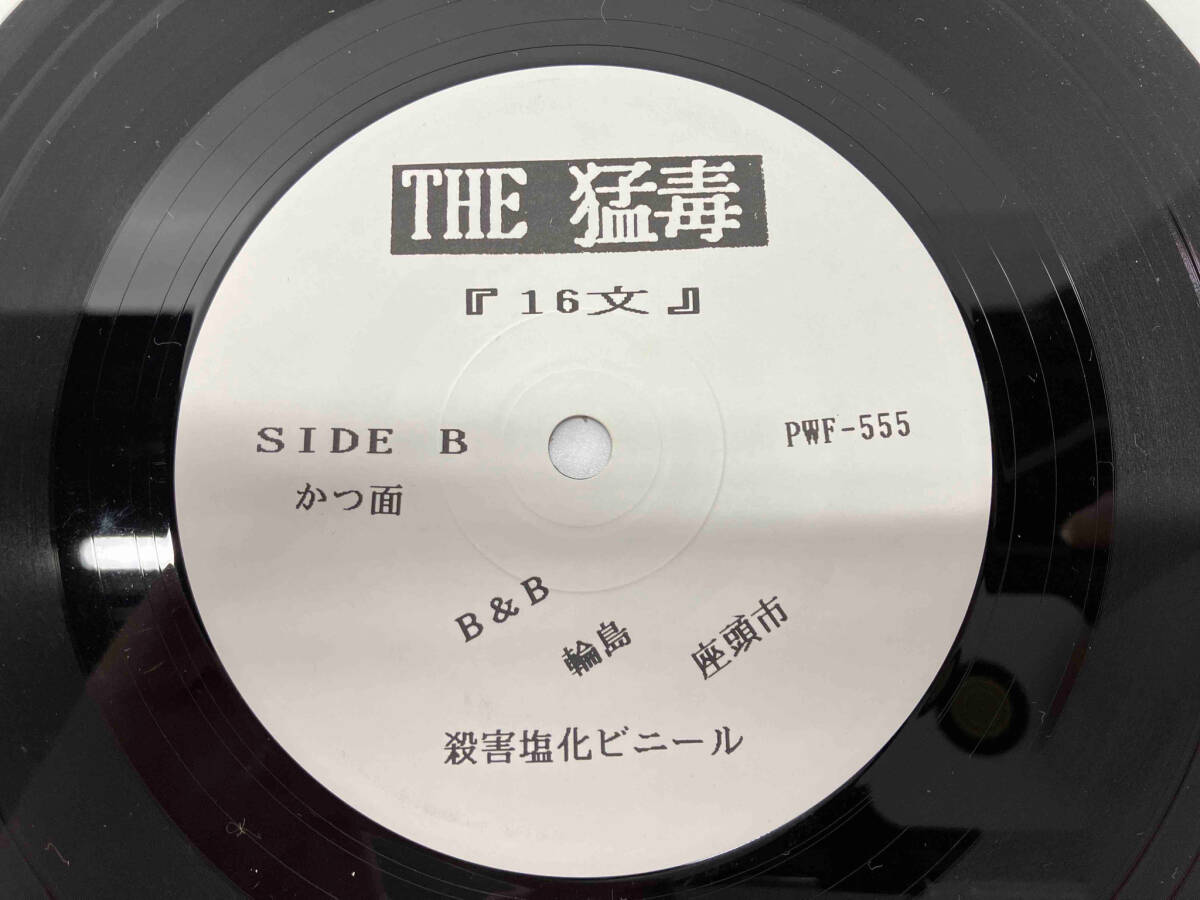 THE 猛毒
『16文』
SIDE B
PWF-555
かつ面
B&B
輪島
座頭市
殺害塩化ビニール